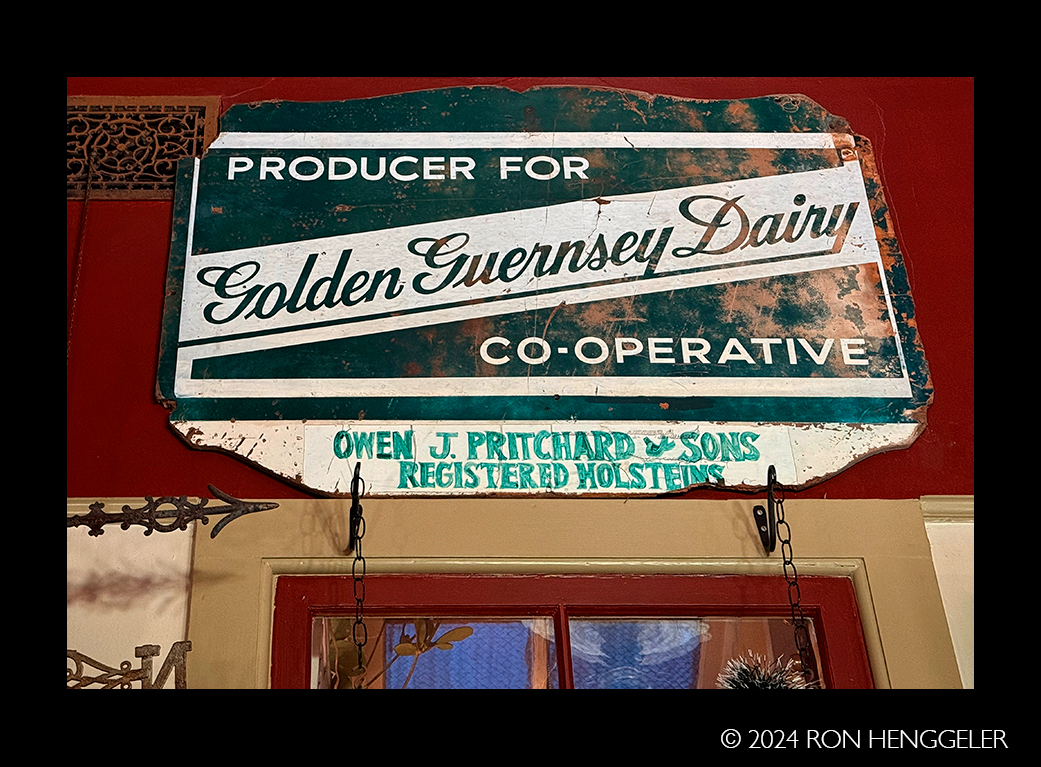 PRODUCER FOR
Golden Guernsey Dairy
CO-OPERATIVE
OWEN J. PRITCHARD & SONS
REGISTERED HOLSTEINS
N
© 2024 RON HENGGELER